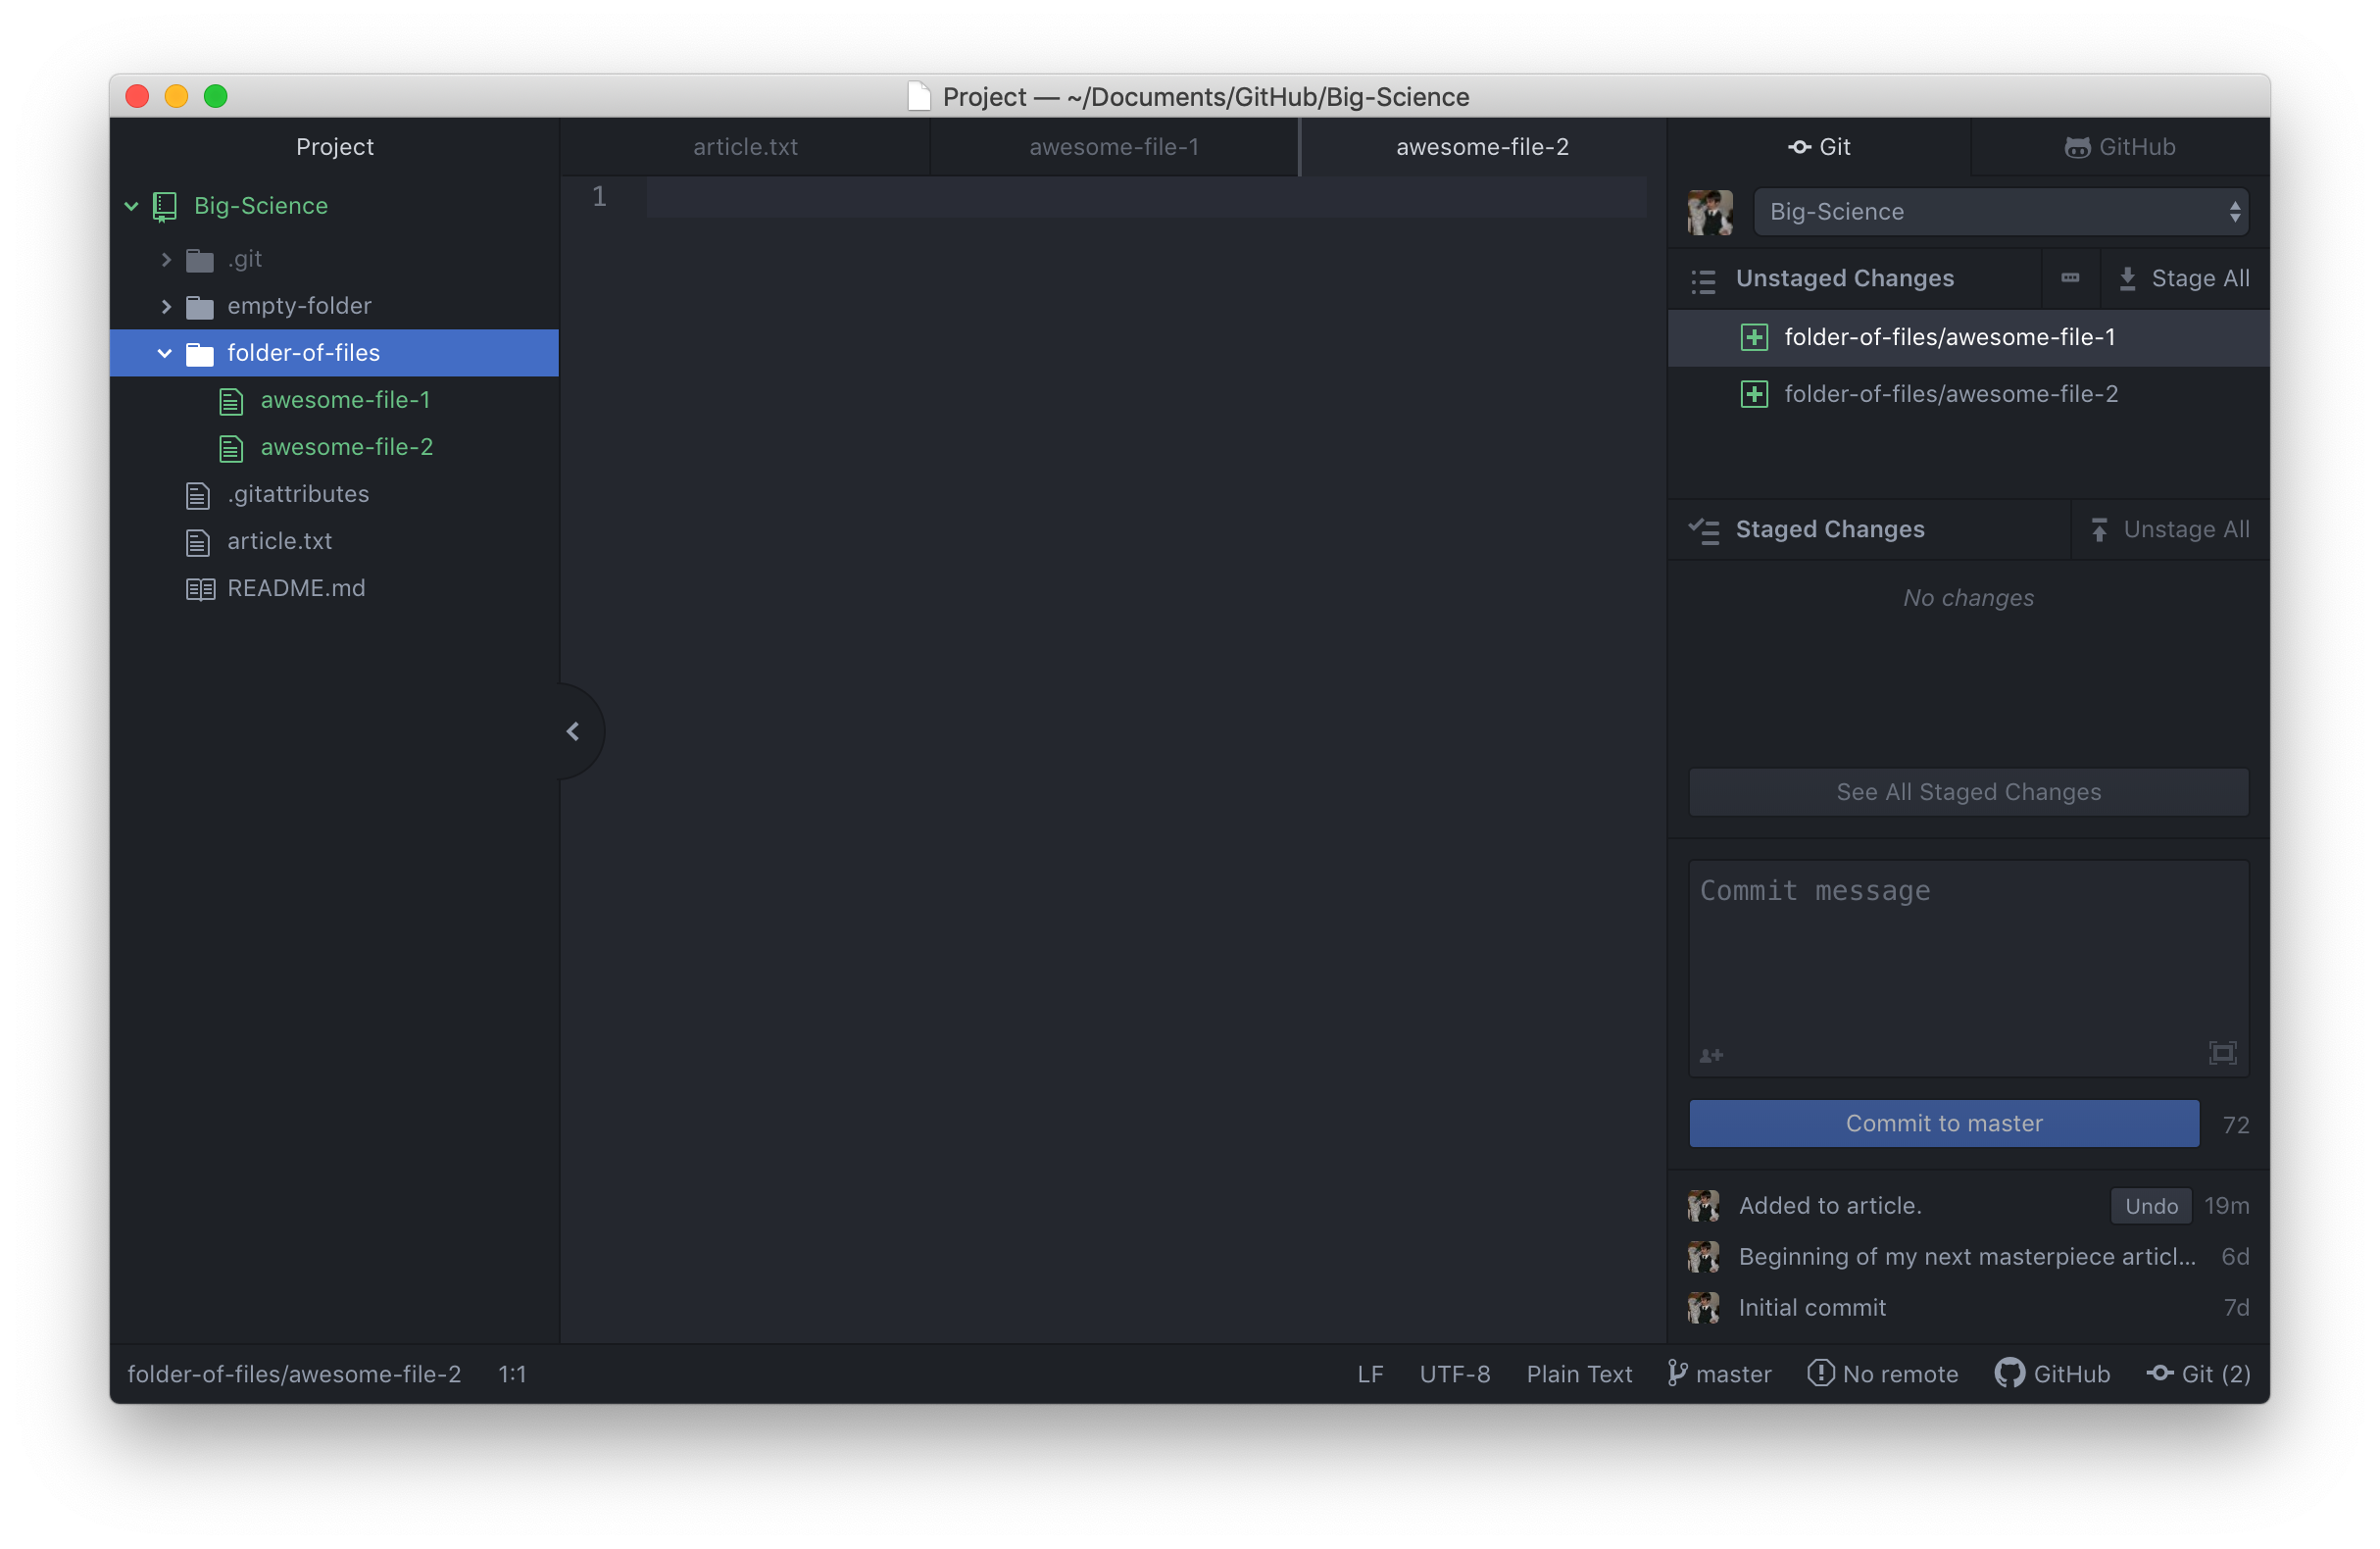 Project — ~/Documents/GitHub/Big-Science
Project
Big-Science
.git
empty-folder
folder-of-files
awesome-file-1
awesome-file-2
.gitattributes
article.txt
README.md
article.txt
awesome-file-1
awesome-file-2
1
Git
GitHub
Big-Science
Unstaged Changes
Stage All
folder-of-files/awesome-file-1
folder-of-files/awesome-file-2
Staged Changes
Unstage All
No changes
See All Staged Changes
Commit message
Commit to master
72
Added to article.
Undo
19m
Beginning of my next masterpiece articl...
6d
Initial commit
7d
folder-of-files/awesome-file-2
1:1
LF
UTF-8
Plain Text
master
No remote
GitHub
Git (2)